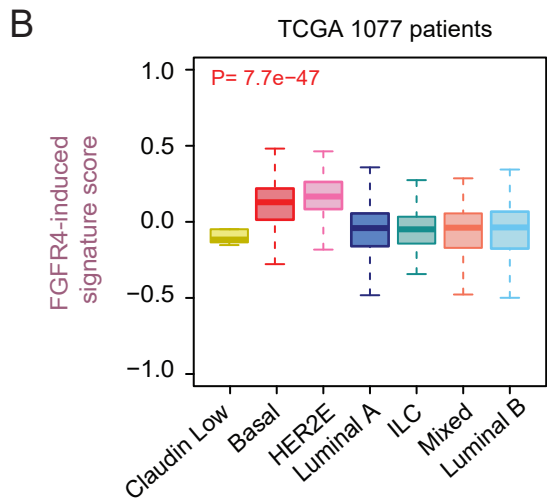 B
TCGA 1077 patients
P= 7.7e−47
FGFR4-induced
signature score
1.0
0.5
0.0
−0.5
−1.0
Claudin Low
Basal
HER2E
Luminal A
ILC
Mixed
Luminal B